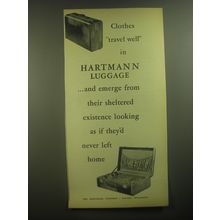 Clothes
"travel well"
in
HARTMANN
LUGGAGE
...and emerge from
their sheltered
existence looking
as if they'd
never left
home